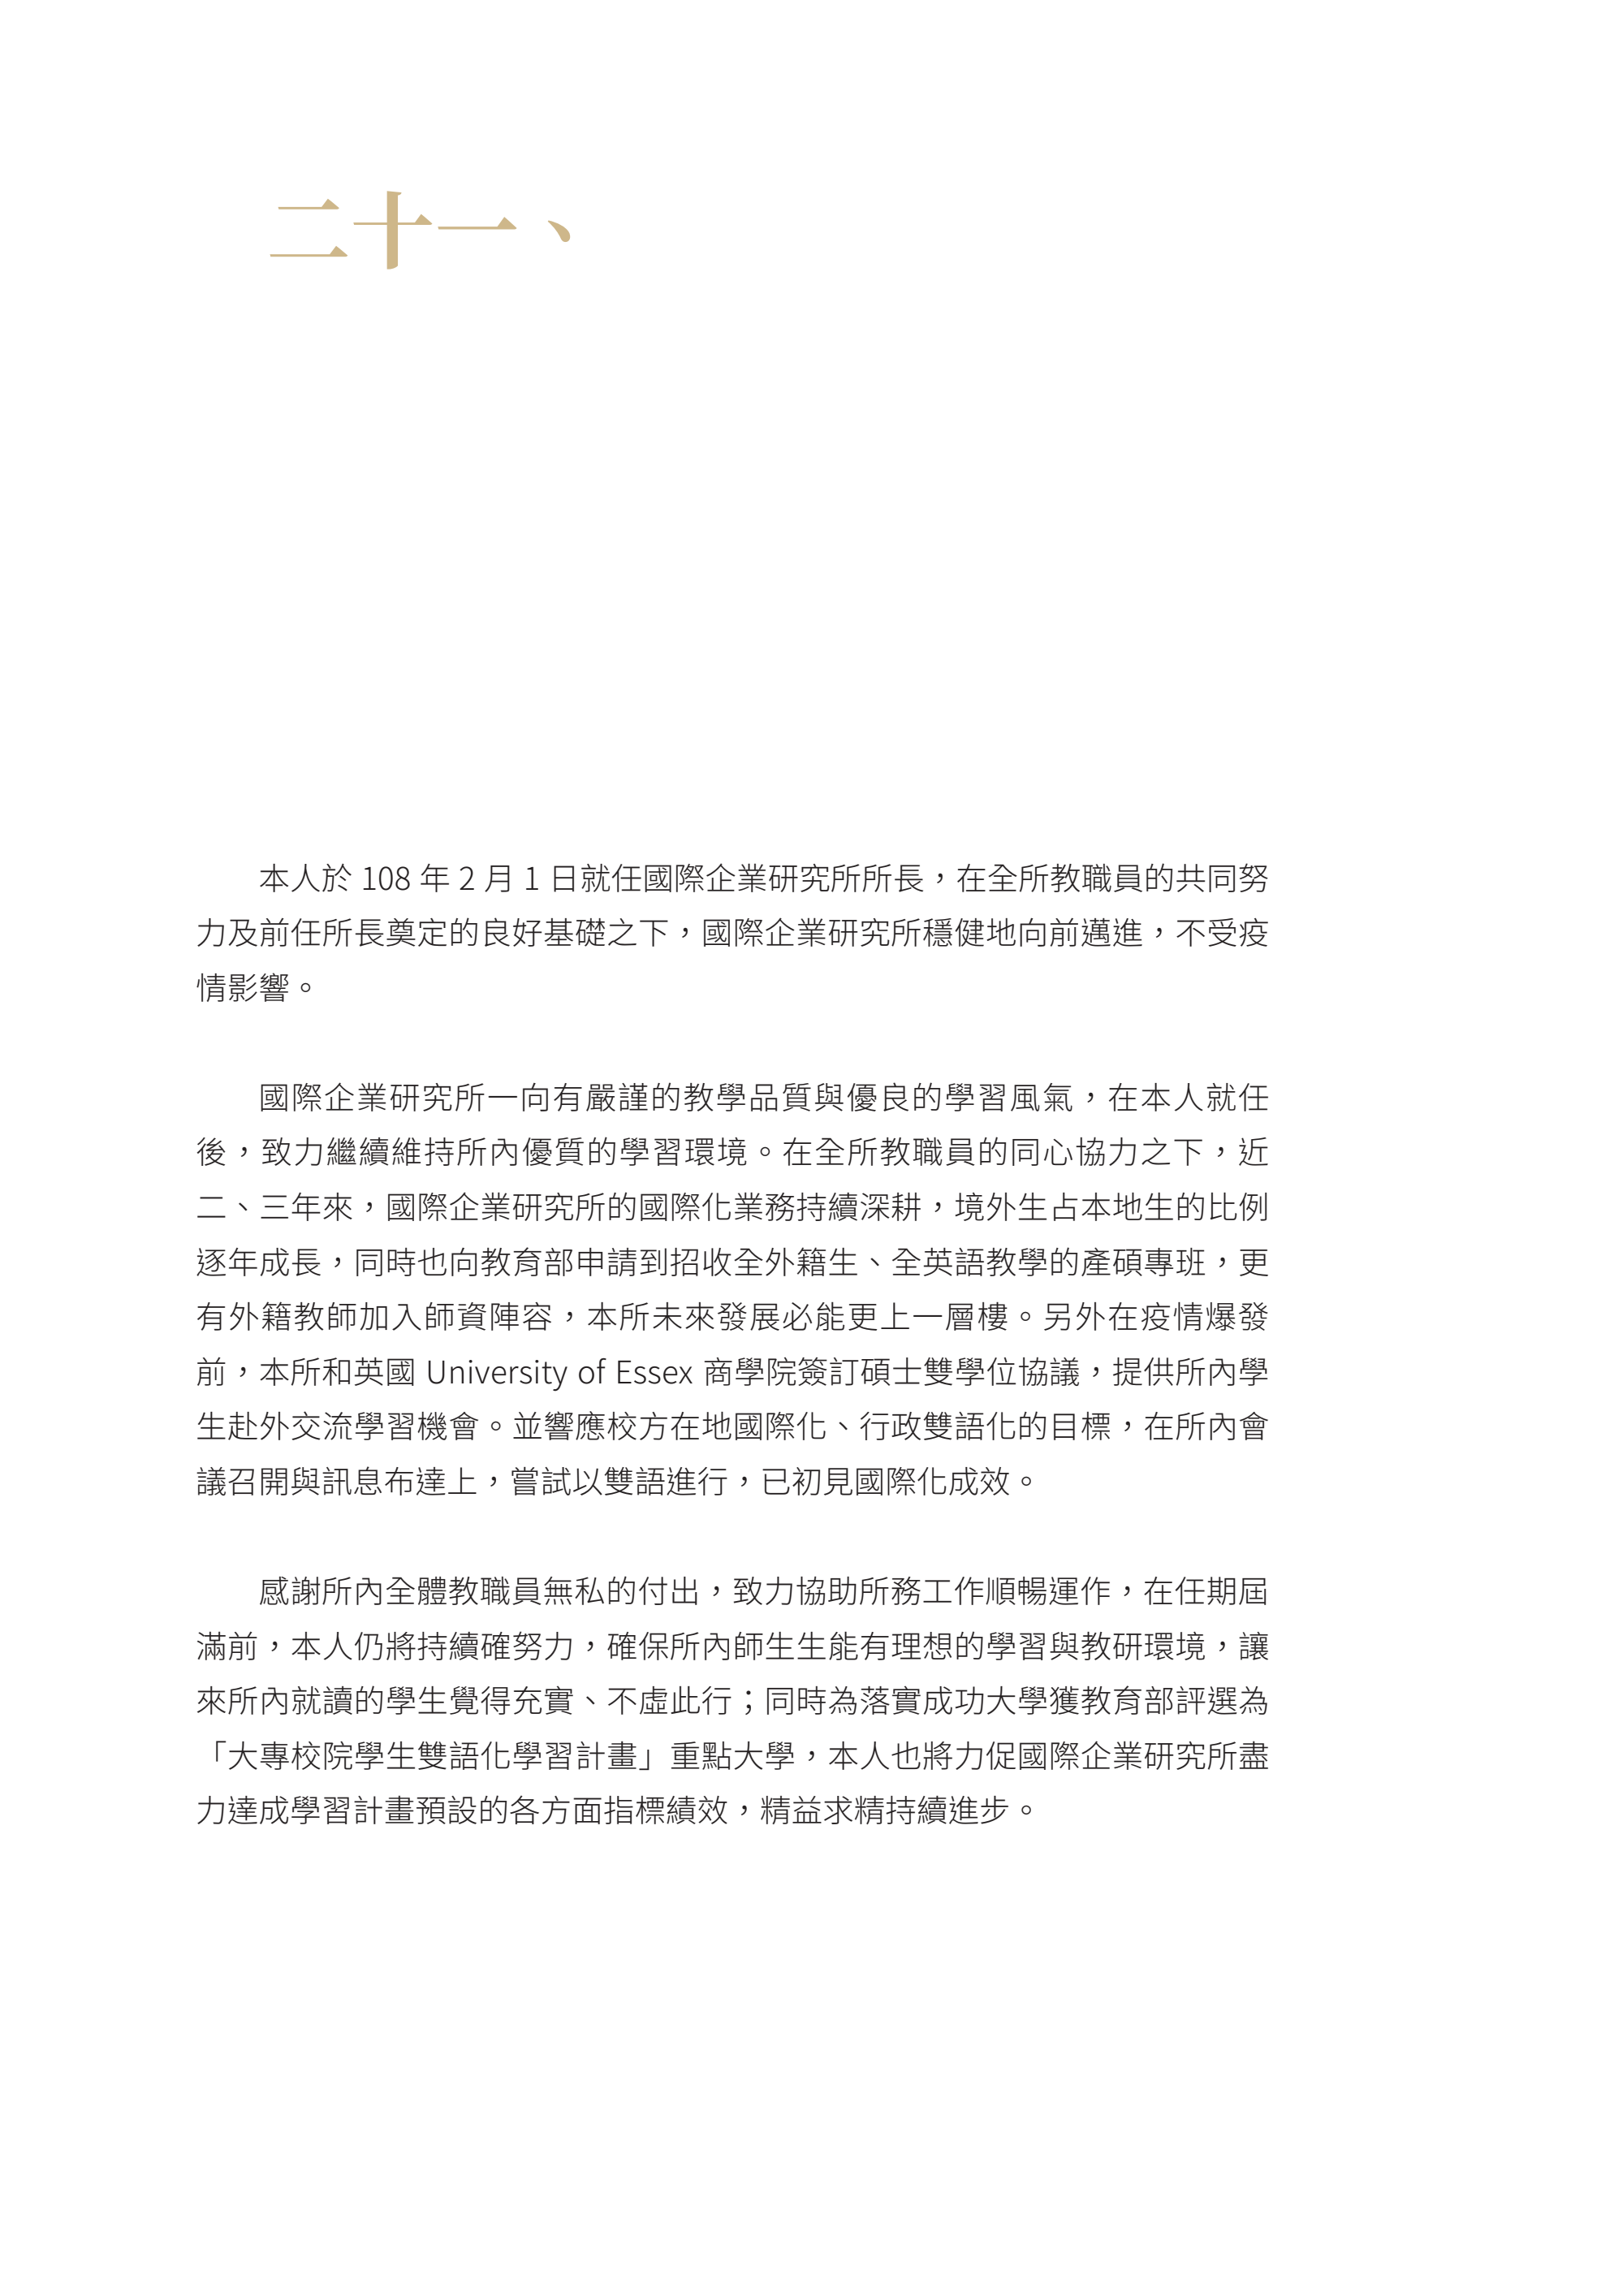 二十一、
本人於 108 年 2 月 1 日就任國際企業研究所所長，在全所教職員的共同努
力及前任所長奠定的良好基礎之下，國際企業研究所穩健地向前邁進，不受疫
情影響。
國際企業研究所一向有嚴謹的教學品質與優良的學習風氣，在本人就任
後，致力繼續維持所內優質的學習環境。在全所教職員的同心協力之下，近
二、三年來，國際企業研究所的國際化業務持續深耕，境外生占本地生的比例
逐年成長，同時也向教育部申請到招收全外籍生、全英語教學的產碩專班，更
有外籍教師加入師資陣容，本所未來發展必能更上一層樓。另外在疫情爆發
前，本所和英國 University of Essex 商學院簽訂碩士雙學位協議，提供所內學
生赴外交流學習機會。並響應校方在地國際化、行政雙語化的目標，在所內會
議召開與訊息布達上，嘗試以雙語進行，已初見國際化成效。
感謝所內全體教職員無私的付出，致力協助所務工作順暢運作，在任期屆
滿前，本人仍將持續確努力，確保所內師生生能有理想的學習與教研環境，讓
來所內就讀的學生覺得充實、不虛此行；同時為落實成功大學獲教育部評選為
「大專校院學生雙語化學習計畫」重點大學，本人也將力促國際企業研究所盡
力達成學習計畫預設的各方面指標績效，精益求精持續進步。